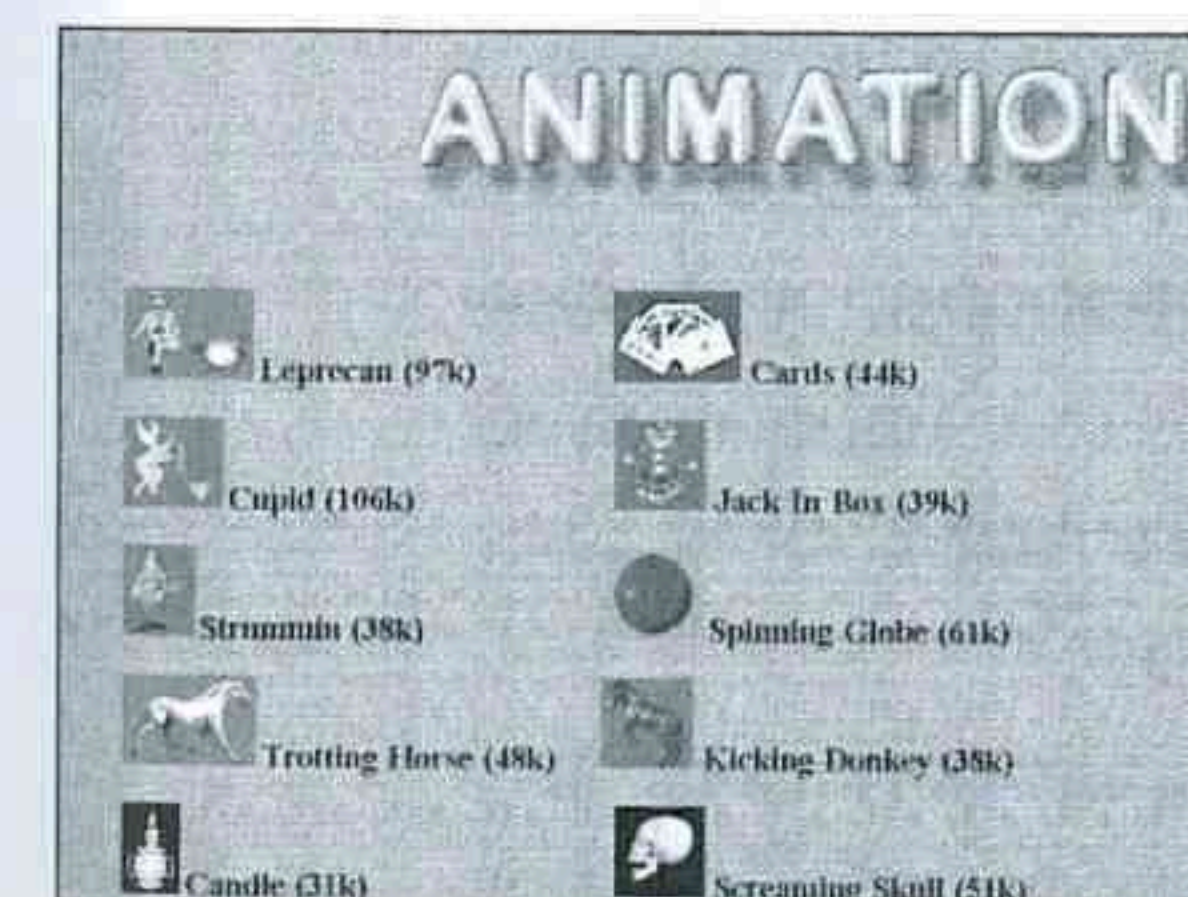 ANIMATION
Leprecan (97k)
Cards (44k)
Cupid (106k)
Jack In Box (39k)
Strummin (38k)
Spinning Globe (61k)
Trotting Horse (48k)
Kicking Donkey (38k)
Candle (31k)
Screaming Skull (51k)